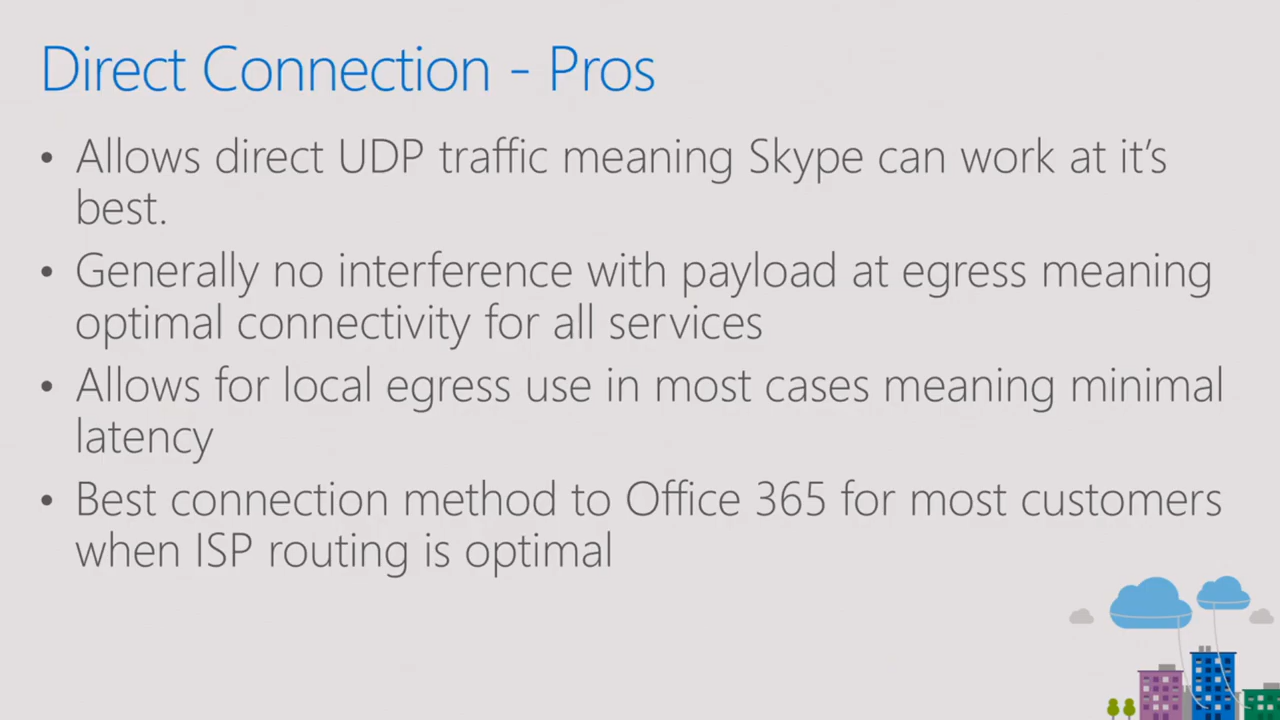 Direct Connection - Pros
• Allows direct UDP traffic meaning Skype can work at it's
best.
• Generally no interference with payload at egress meaning
optimal connectivity for all services
• Allows for local egress use in most cases meaning minimal
latency
• Best connection method to Office 365 for most customers
when ISP routing is optimal